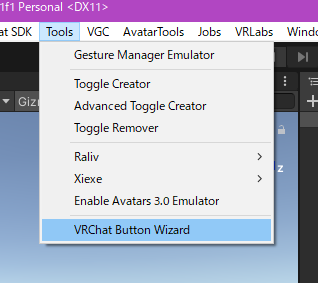 1f1 Personal <DX11>
at SDK Tools VGC AvatarTools Jobs VRLabs
Gesture Manager Emulator
Toggle Creator
Advanced Toggle Creator
Toggle Remover
Raliv
Xiexe
Enable Avatars 3.0 Emulator
VRChat Button Wizard
Giz
z